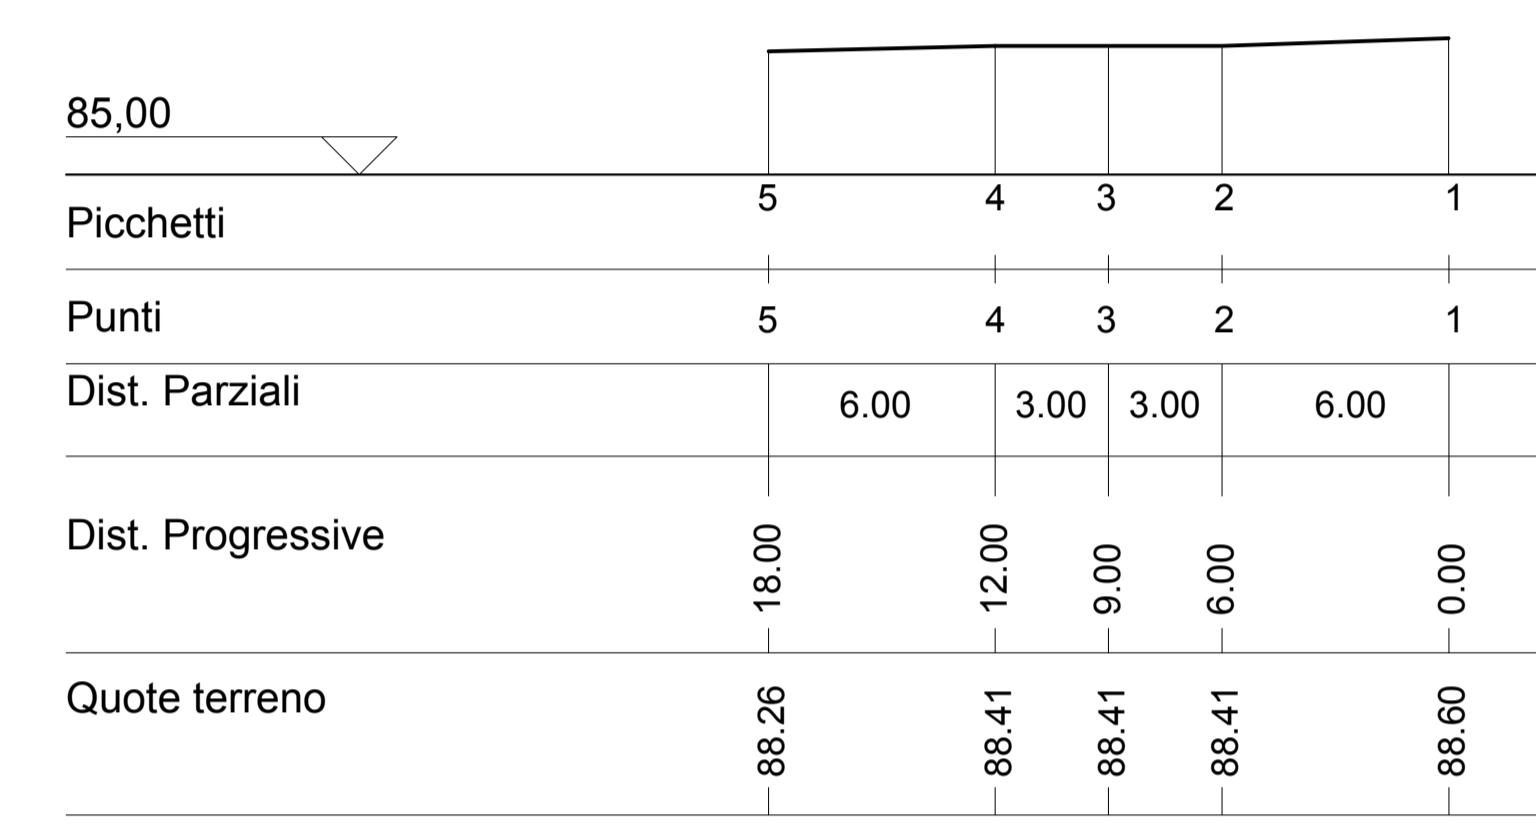 85,00
5 4 3 2 1
Picchetti
Punti 5 4 3 2 1
Dist. Parziali 6.00 3.00 3.00 6.00
Dist. Progressive 18.00 12.00 9.00 6.00 0.00
Quote terreno 88.26 88.41 88.41 88.41 88.60